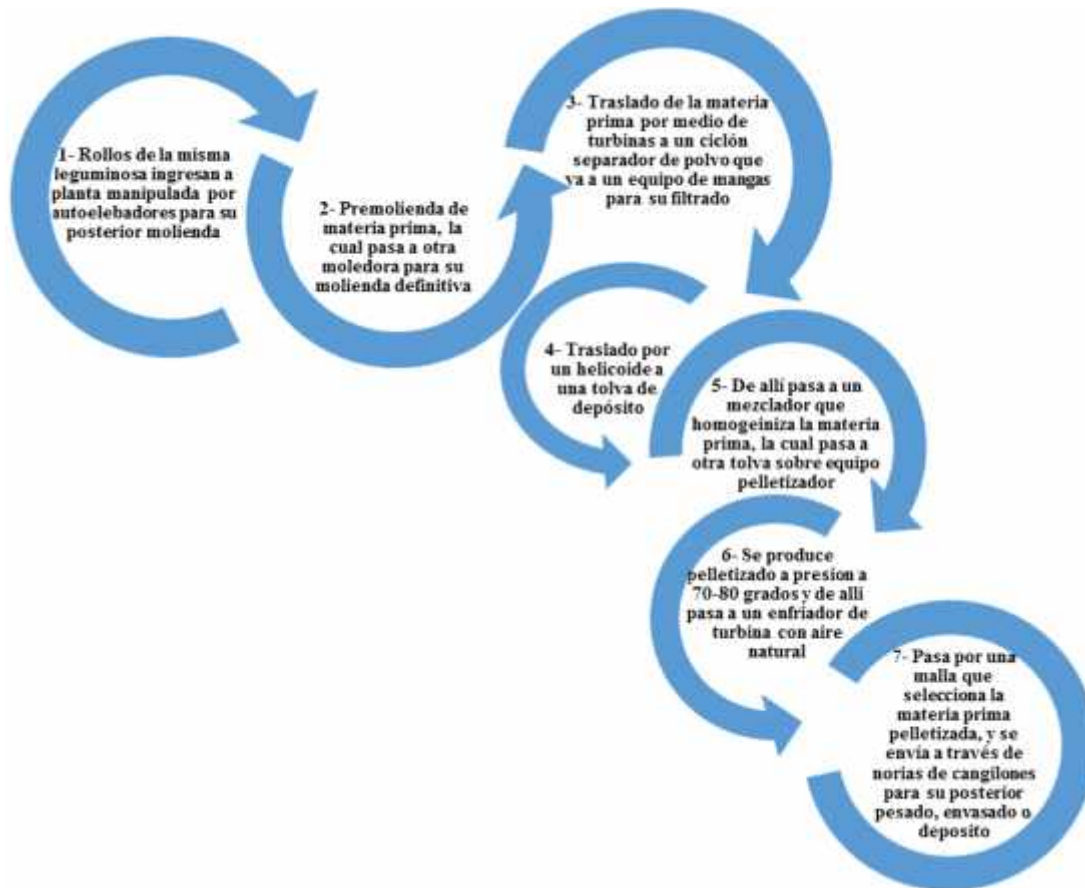 1- Rollos de la misma
leguminosa ingresan a
planta manipulada por
autoelebadores para su
posterior molienda
2- Premolienda de
materia prima, la
cual pasa a otra
moledora para su
molienda definitiva
3- Traslado de la materia
prima por medio de
turbinas a un ciclón
separador de polvo que
va a un equipo de mangas
para su filtrado
4- Traslado por
un helicoide a
una tolva de
depósito
5- De allí pasa a un
mezclador que
homogeiniza la materia
prima, la cual pasa a
otra tolva sobre equipo
pelletizador
6- Se produce
pelletizado a presion a
70-80 grados y de allí
pasa a un enfriador de
turbina con aire
natural
7- Pasa por una
malla que
selecciona la
materia prima
pelletizada, y se
envía a través de
norias de cangilones
para su posterior
pesado, envasado o
deposito